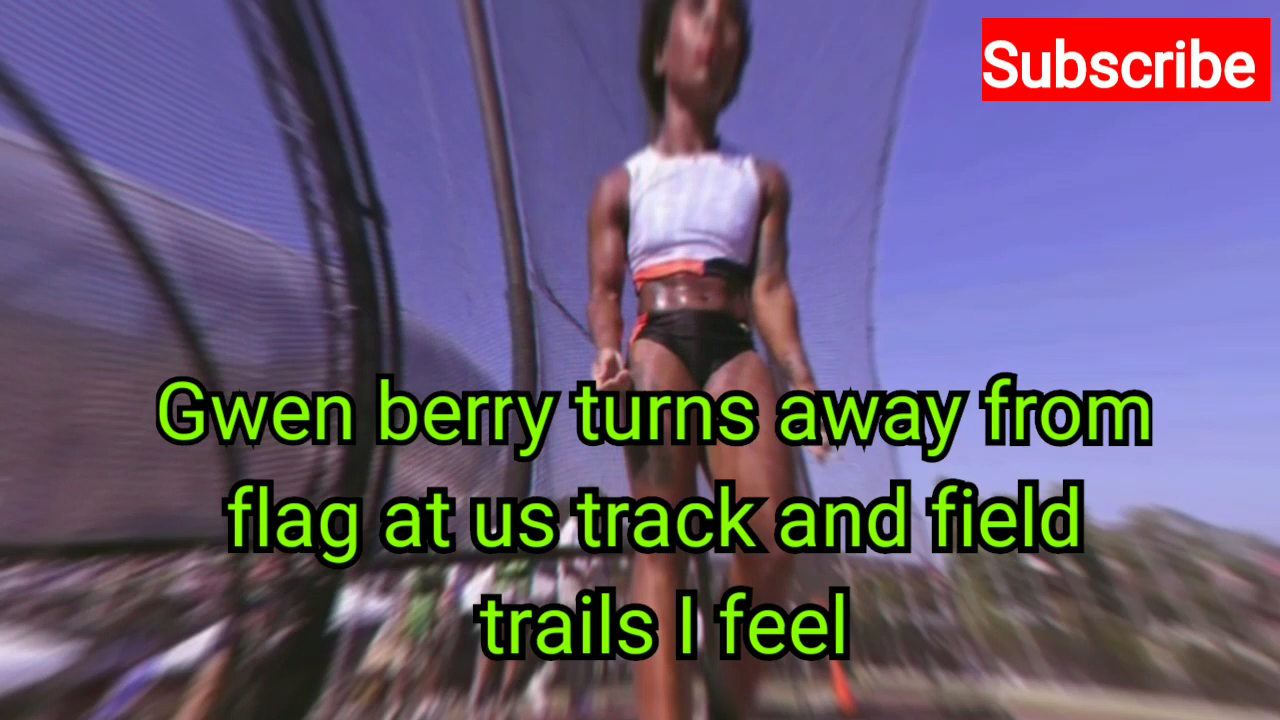 Subscribe
Gwen berry turns away from
flag at us track and field
trails I feel